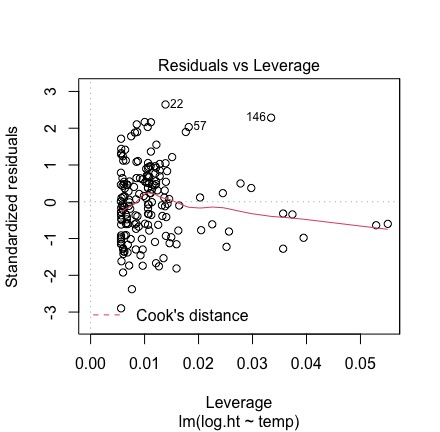 Residuals vs Leverage
Standardized residuals
3
2
1
0
-1
-2
-3
22
57
146
Cook's distance
0.00 0.01 0.02 0.03 0.04 0.05
Leverage
lm(log.ht ~ temp)